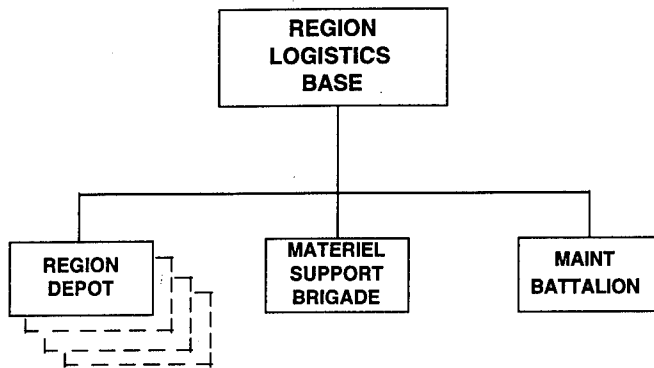 REGION
LOGISTICS
BASE
REGION
DEPOT
MATERIEL
SUPPORT
BRIGADE
MAINT
BATTALION